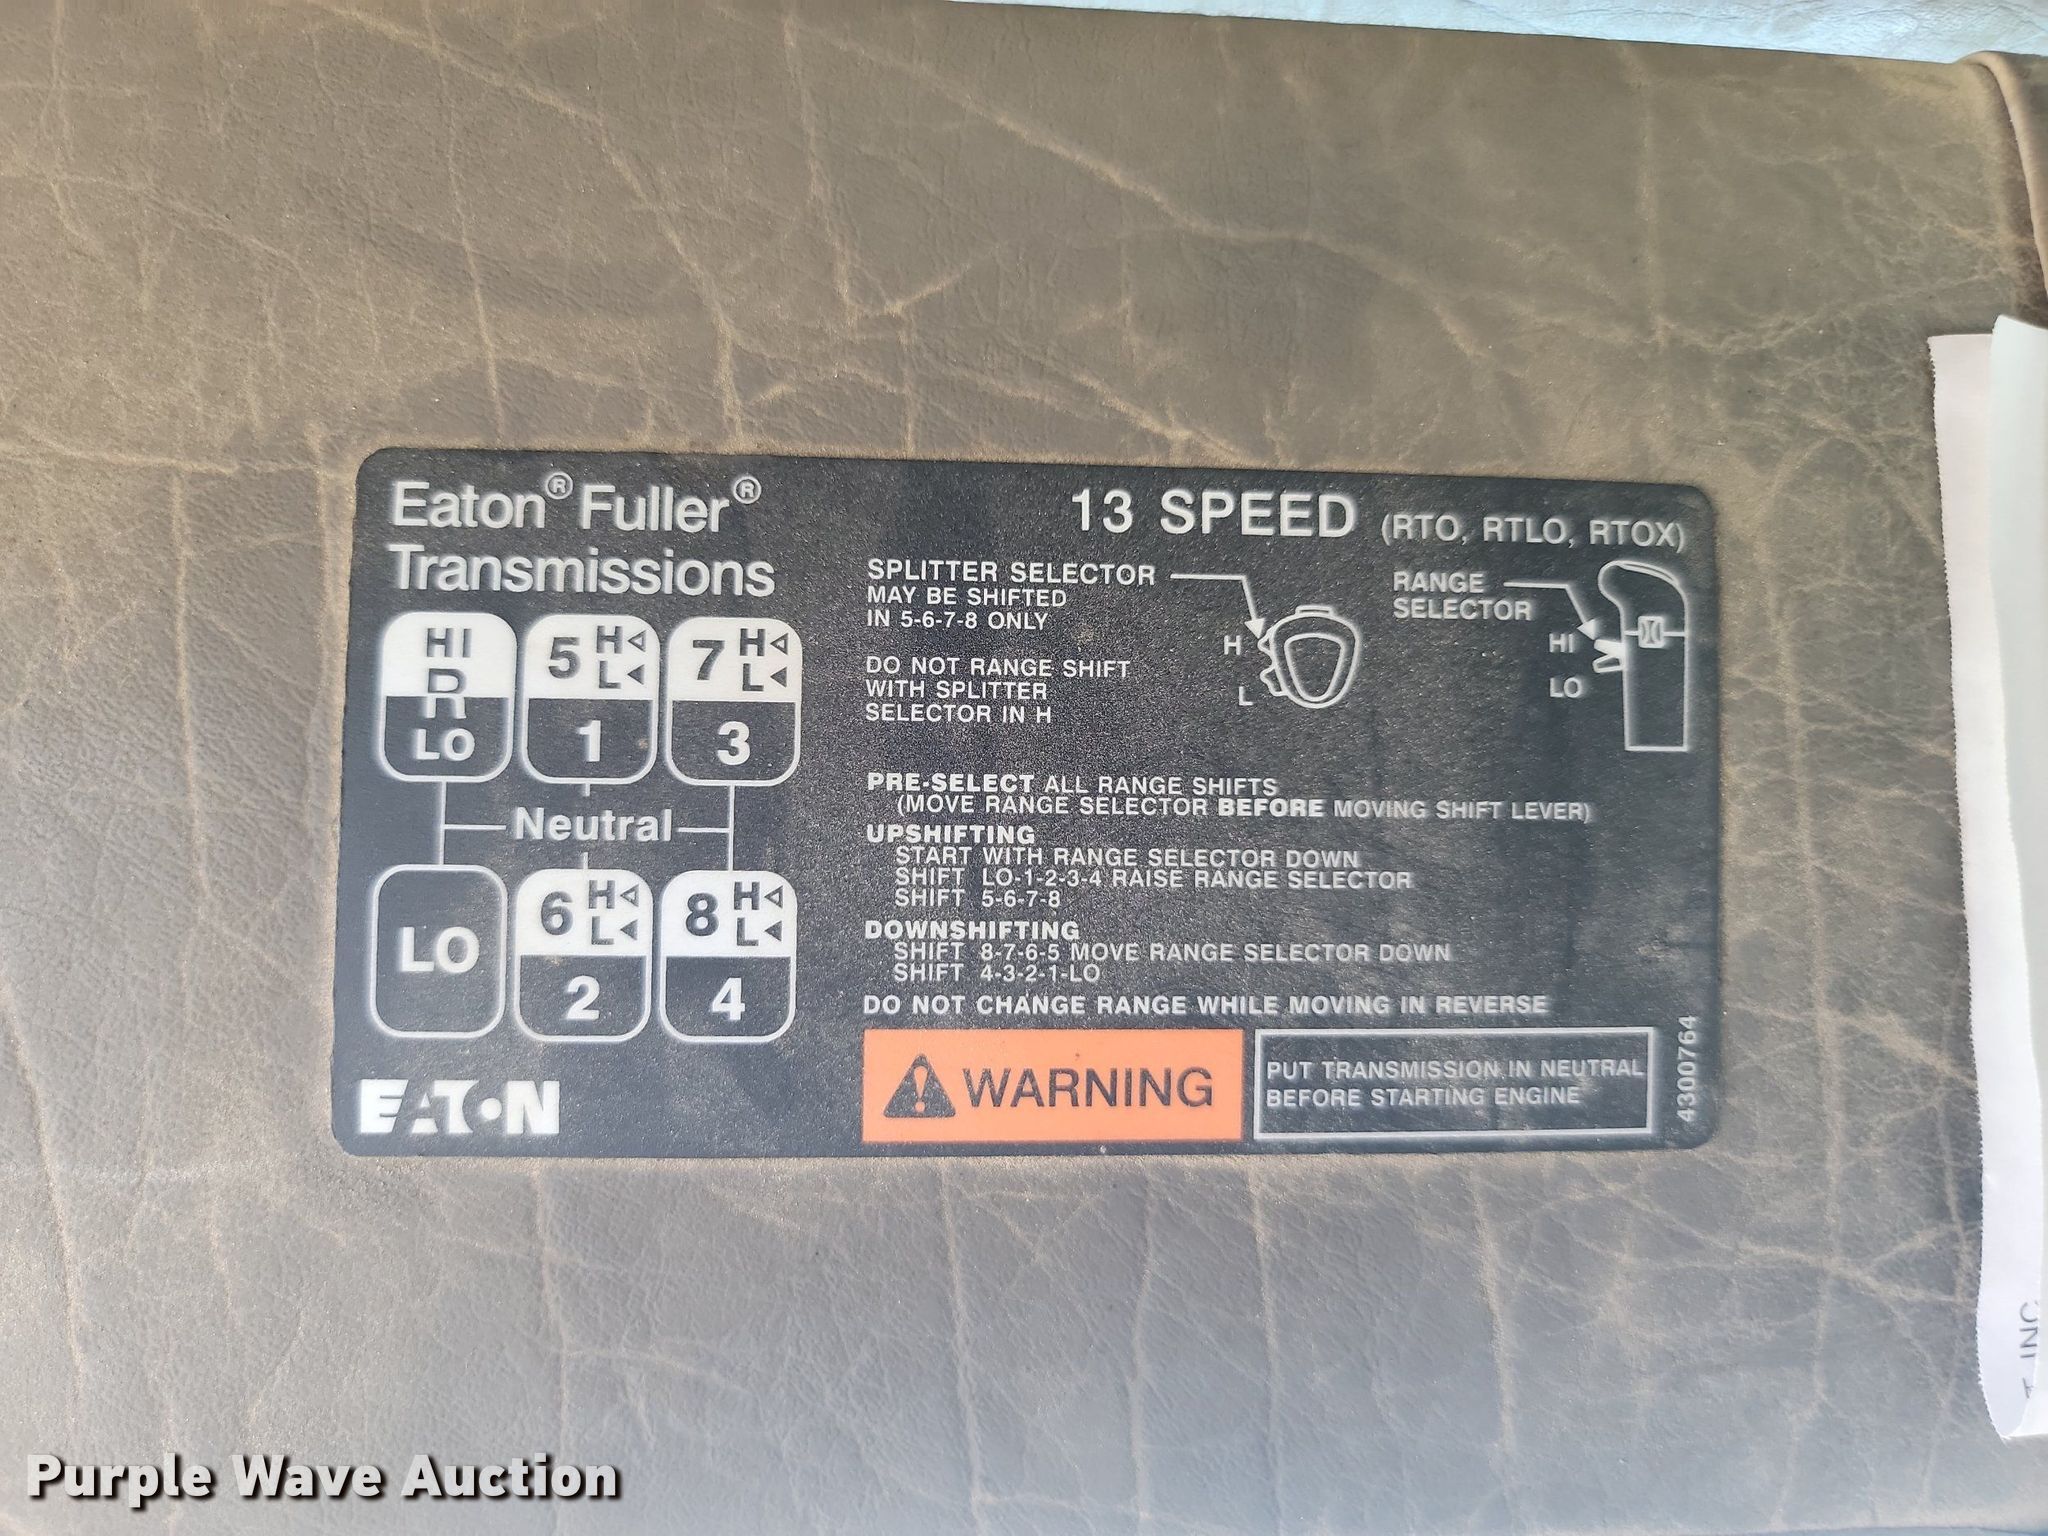 Eaton® Fuller®
Transmissions
13 SPEED (RTO, RTLO, RTOX)
HI
R
LO
5 H
L
1
7 H
L
3
Neutral
LO
6 H
L
2
8 H
L
4
EATON
SPLITTER SELECTOR
MAY BE SHIFTED
IN 5-6-7-8 ONLY
DO NOT RANGE SHIFT
WITH SPLITTER
SELECTOR IN H
H
L
RANGE
SELECTOR
HI
LO
PRE-SELECT ALL RANGE SHIFTS
(MOVE RANGE SELECTOR BEFORE MOVING SHIFT LEVER)
UPSHIFTING
START WITH RANGE SELECTOR DOWN
SHIFT LO-1-2-3-4 RAISE RANGE SELECTOR
SHIFT 5-6-7-8
DOWNSHIFTING
SHIFT 8-7-6-5 MOVE RANGE SELECTOR DOWN
SHIFT 4-3-2-1-LO
DO NOT CHANGE RANGE WHILE MOVING IN REVERSE
WARNING
PUT TRANSMISSION IN NEUTRAL
BEFORE STARTING ENGINE
4300764
INC
Purple Wave Auction